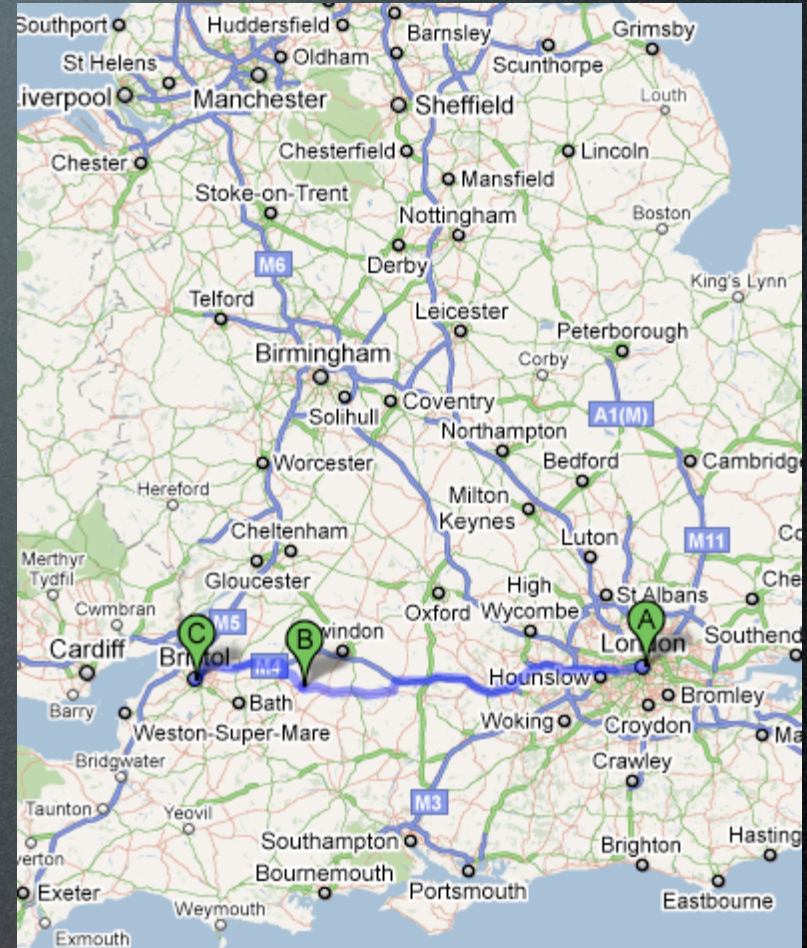 Southport
Huddersfield
Barnsley
Grimsby
St Helens
Oldham
Scunthorpe
Manchester
Sheffield
Louth
Chester
Chesterfield
Lincoln
Mansfield
Stoke-on-Trent
Nottingham
Boston
Derby
M6
King's Lynn
Telford
Leicester
Peterborough
Birmingham
Corby
Solihull
Coventry
A1(M)
Northampton
Worcester
Bedford
Cambridg
Hereford
Milton
Keynes
Cheltenham
Luton
M11
Gloucester
Merthyr
Tydfil
High
Wycombe
St Albans
Che
Cwmbran
Oxford
M5
C
B
A
windon
London
Southend
Cardiff
Bristol
M4
Hounslow
Bath
Bromley
Barry
Weston-Super-Mare
Woking
Croydon
Ma
Bridgwater
Crawley
M3
Taunton
Yeovil
Southampton
Brighton
Hasting
verton
Bournemouth
Portsmouth
Exeter
Weymouth
Eastbourne
Exmouth